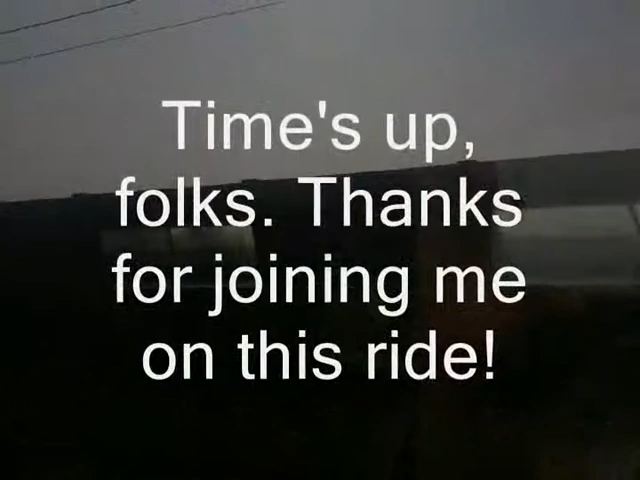 Time's up,
folks. Thanks
for joining me
on this ride!